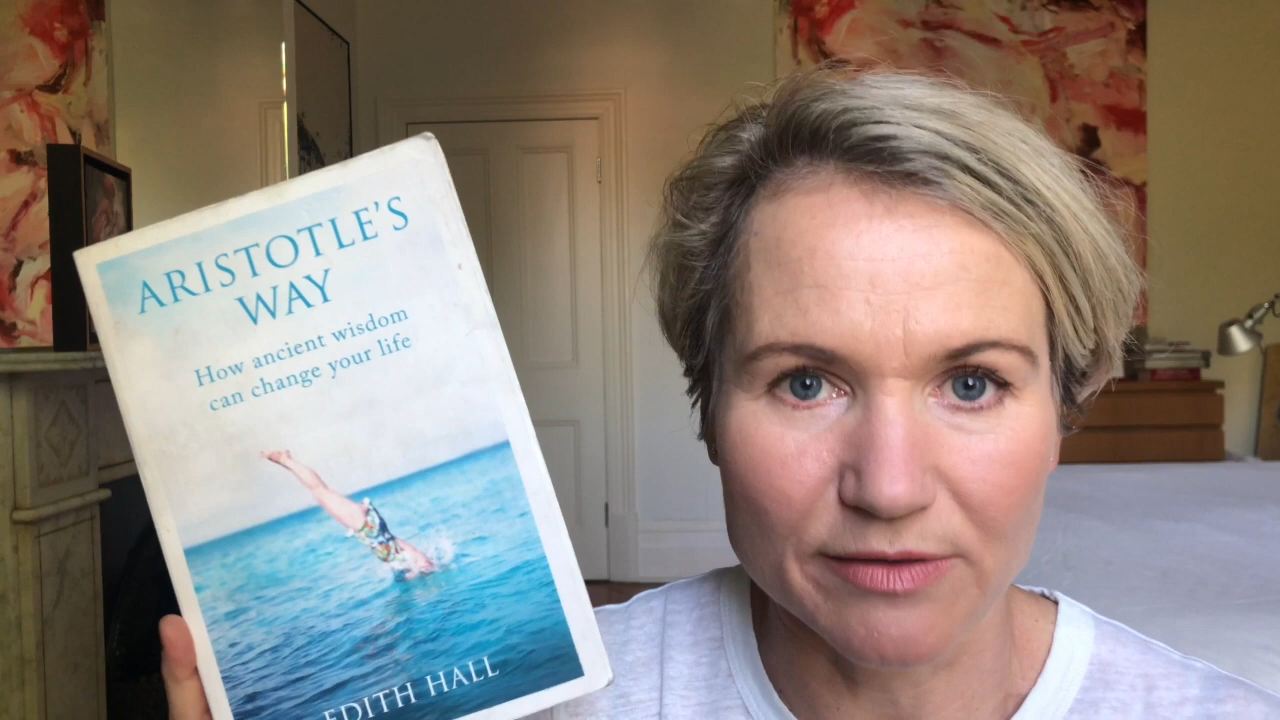 ARISTOTLE'S
WAY
How ancient wisdom
can change your life
EDITH HALL